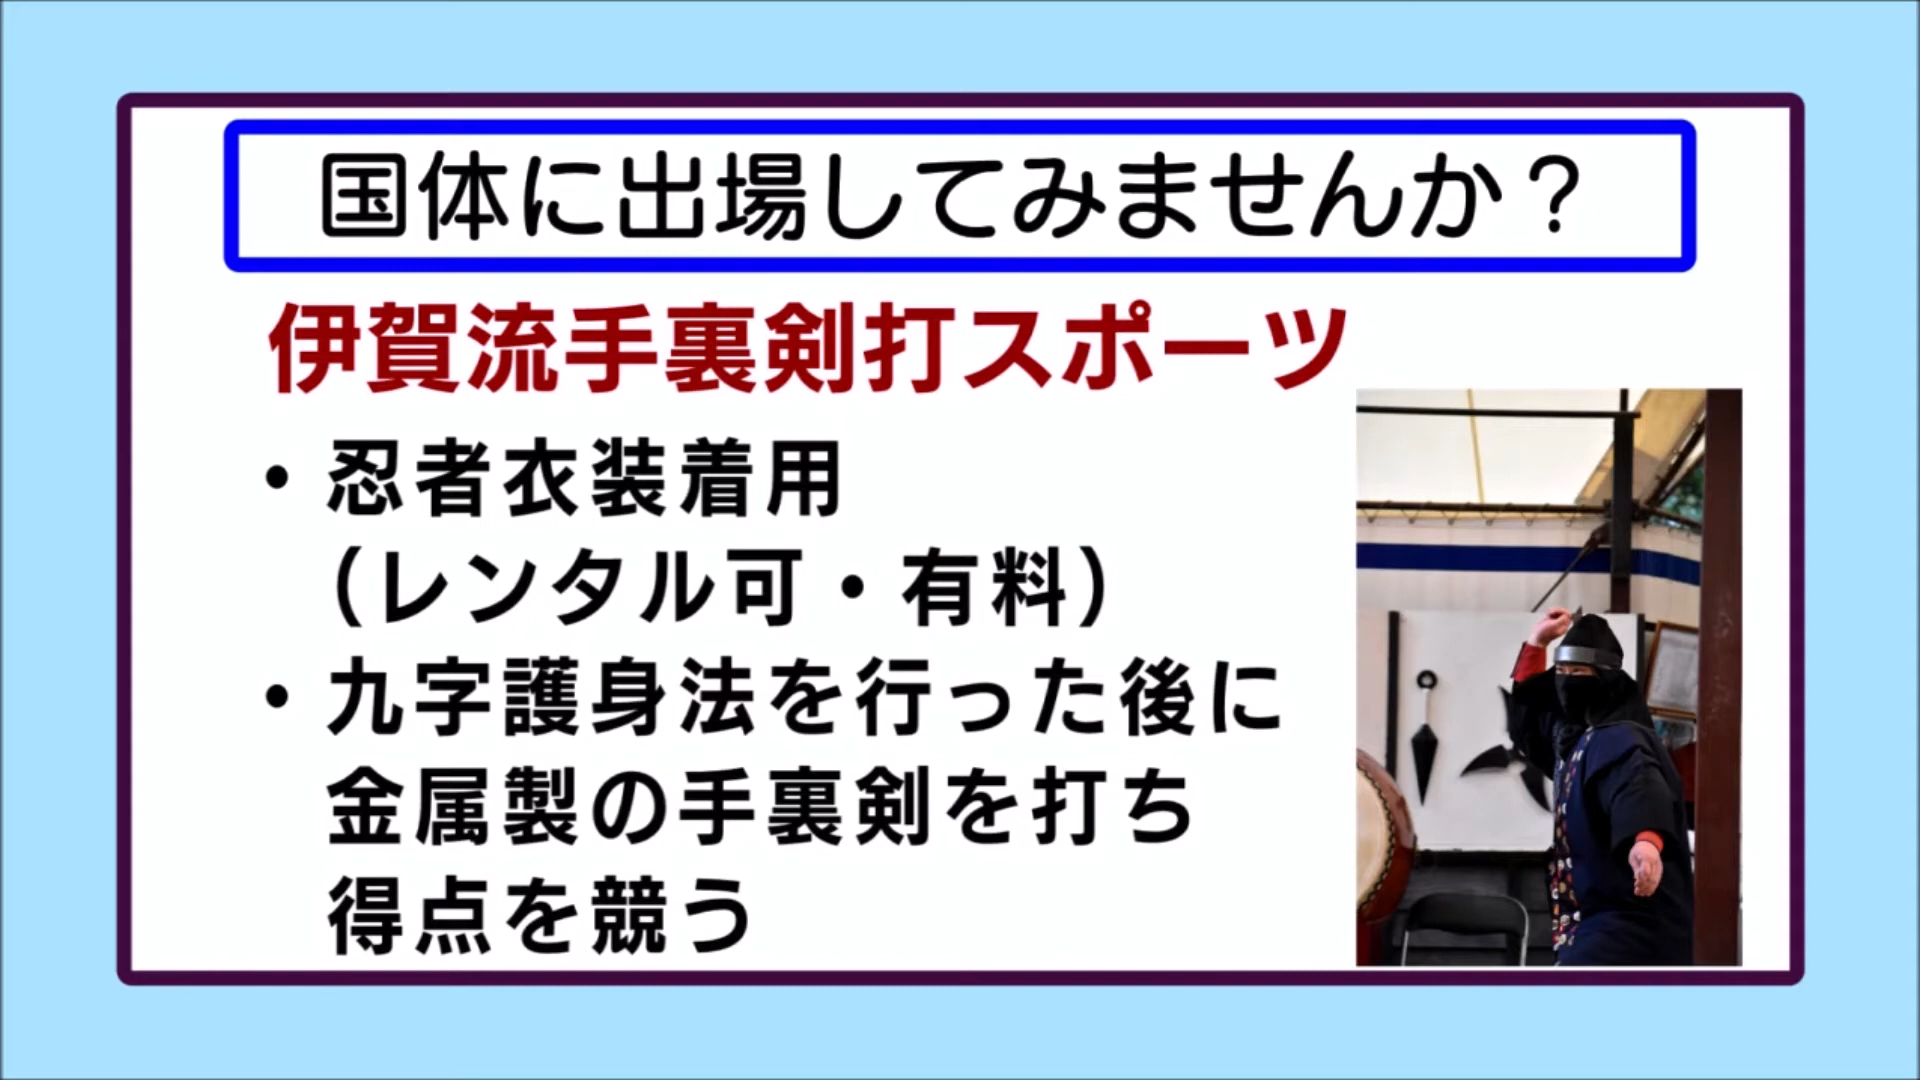 国体に出場してみませんか？
伊賀流手裏剣打スポーツ
・忍者衣装着用
（レンタル可・有料）
・九字護身法を行った後に
金属製の手裏剣を打ち
得点を競う